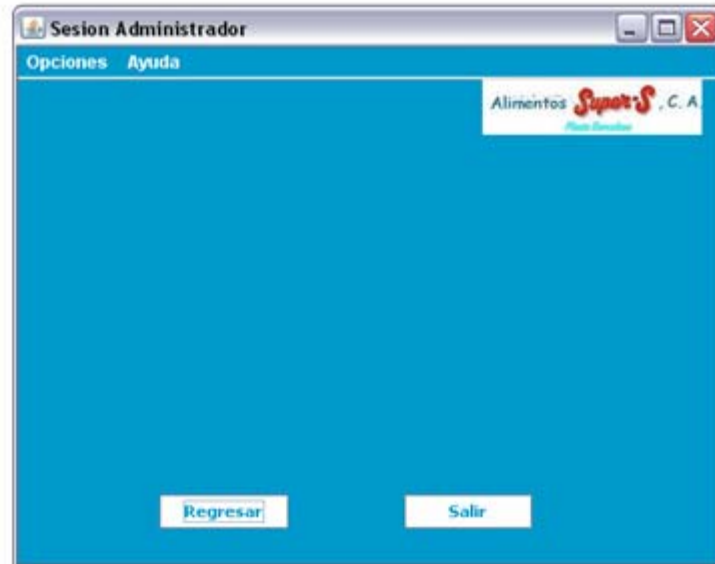 Sesion Administrador
Opciones Ayuda
Alimentos Super-S, C. A.
Regresar Salir